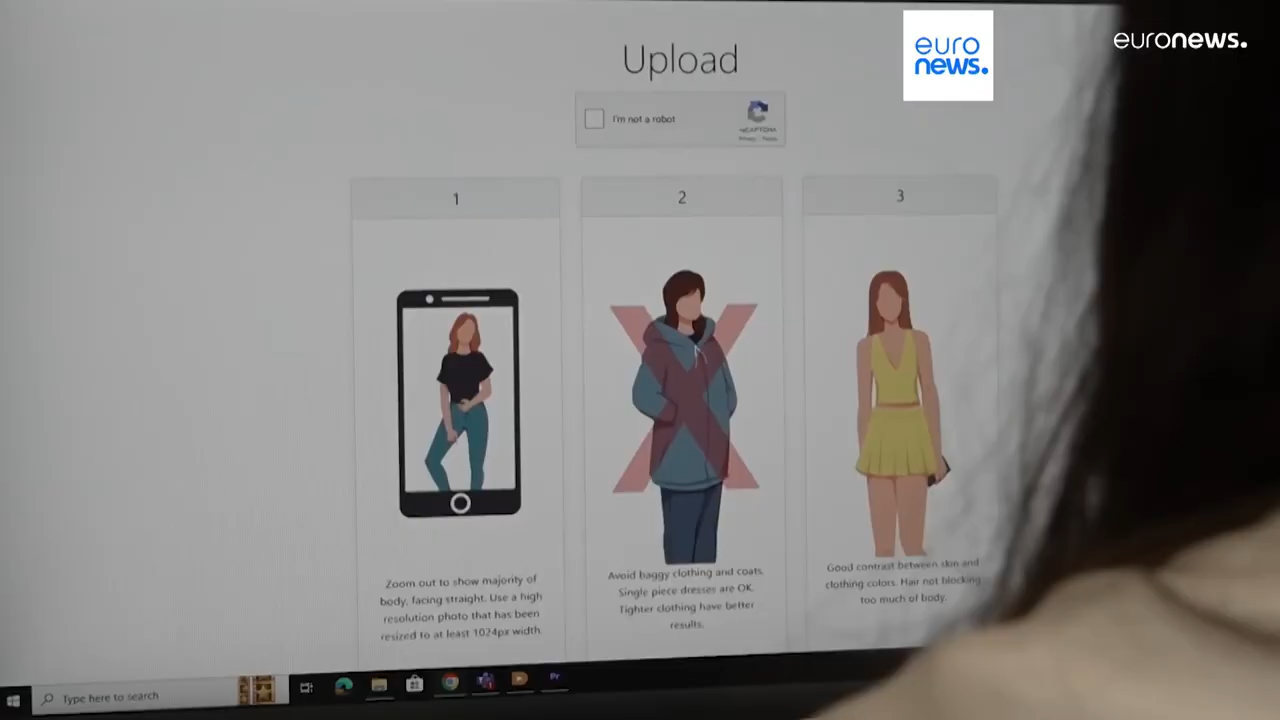 Upload
euro
news.
euronews.
I'm not a robot
reCAPTCHA
Privacy - Terms
1
2
3
Zoom out to show majority of
body, facing straight. Use a high
resolution photo that has been
resized to at least 1024px width.
Avoid baggy clothing and coats.
Single piece dresses are OK.
Tighter clothing have better
results.
Good contrast between skin and
clothing colors. Hair not blocking
too much of body.
Type here to search
Pr